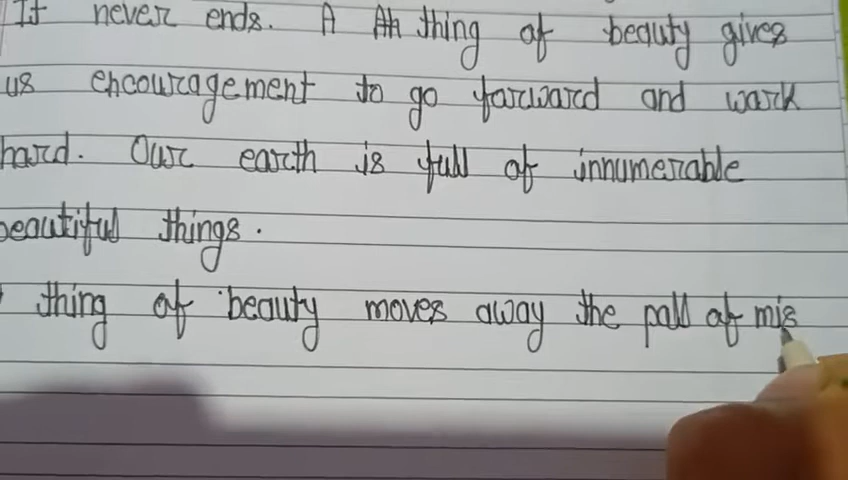 It never ends. A Ah thing of beauty gives
us encouragement to go forward and work
hard. Our earth is full of innumerable
beautiful things.
thing of beauty moves away the pall of mis